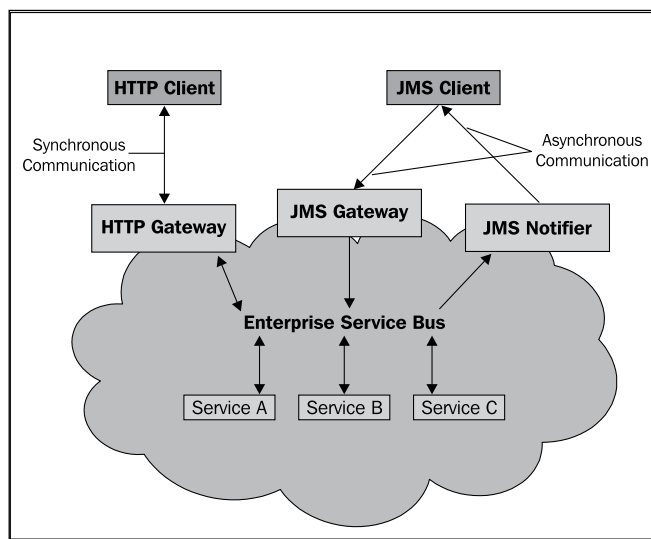 HTTP Client
JMS Client
Synchronous
Communication
Asynchronous
Communication
HTTP Gateway
JMS Gateway
JMS Notifier
Enterprise Service Bus
Service A
Service B
Service C